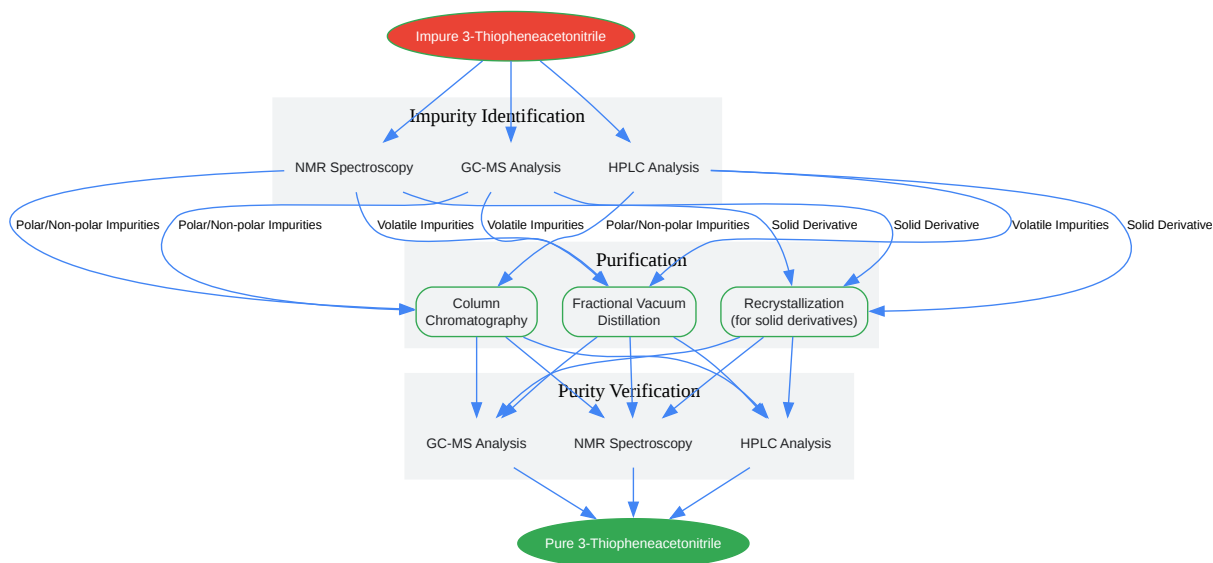 Impure 3-Thiopheneacetonitrile
Impurity Identification
NMR Spectroscopy
GC-MS Analysis
HPLC Analysis
Polar/Non-polar Impurities
Polar/Non-polar Impurities
Volatile Impurities
Volatile Impurities
Polar/Non-polar Impurities
Solid Derivative
Solid Derivative
Volatile Impurities
Solid Derivative
Purification
Column
Chromatography
Fractional Vacuum
Distillation
Recrystallization
(for solid derivatives)
Purity Verification
GC-MS Analysis
NMR Spectroscopy
HPLC Analysis
Pure 3-Thiopheneacetonitrile